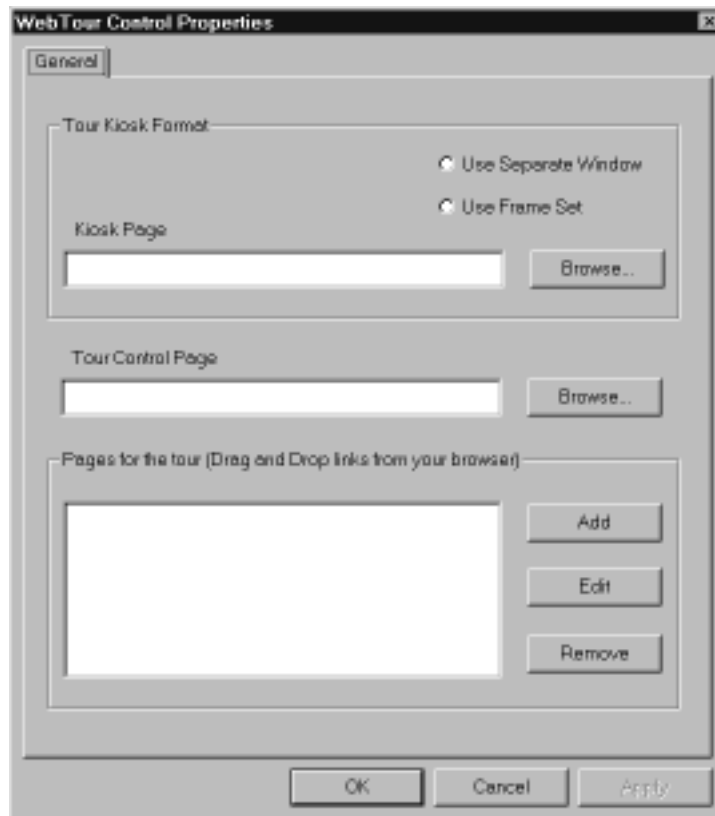 WebTour Control Properties
General
Tour Kiosk Format
Use Separate Window
Use Frame Set
Kiosk Page
Browse...
Tour Control Page
Browse...
Pages for the tour (Drag and Drop links from your browser)
Add
Edit
Remove
OK
Cancel
Apply